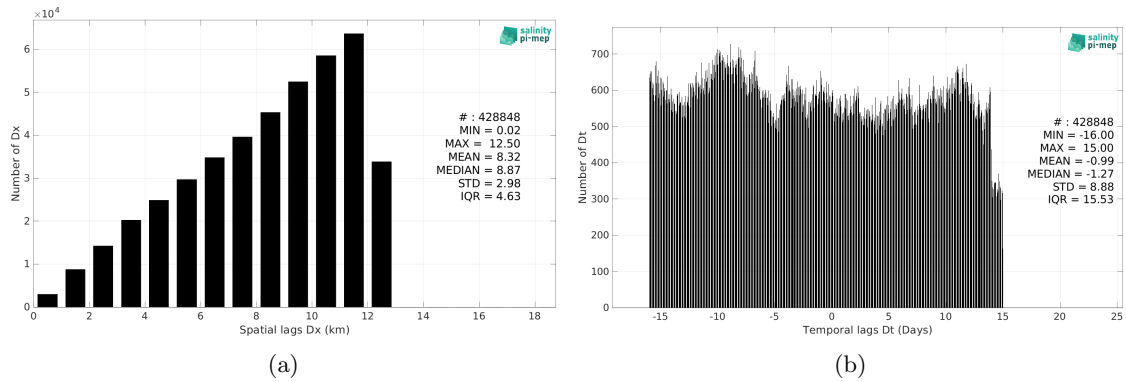 ×10⁴
7
6
5
4
3
2
1
0
Number of Dx
0 2 4 6 8 10 12 14 16 18
Spatial lags Dx (km)
salinity
pi-mep
# : 428848
MIN = 0.02
MAX = 12.50
MEAN = 8.32
MEDIAN = 8.87
STD = 2.98
IQR = 4.63
(a)
700
600
500
400
300
200
100
0
Number of Dt
-15 -10 -5 0 5 10 15 20 25
Temporal lags Dt (Days)
salinity
pi-mep
# : 428848
MIN = -16.00
MAX = 15.00
MEAN = -0.99
MEDIAN = -1.27
STD = 8.88
IQR = 15.53
(b)